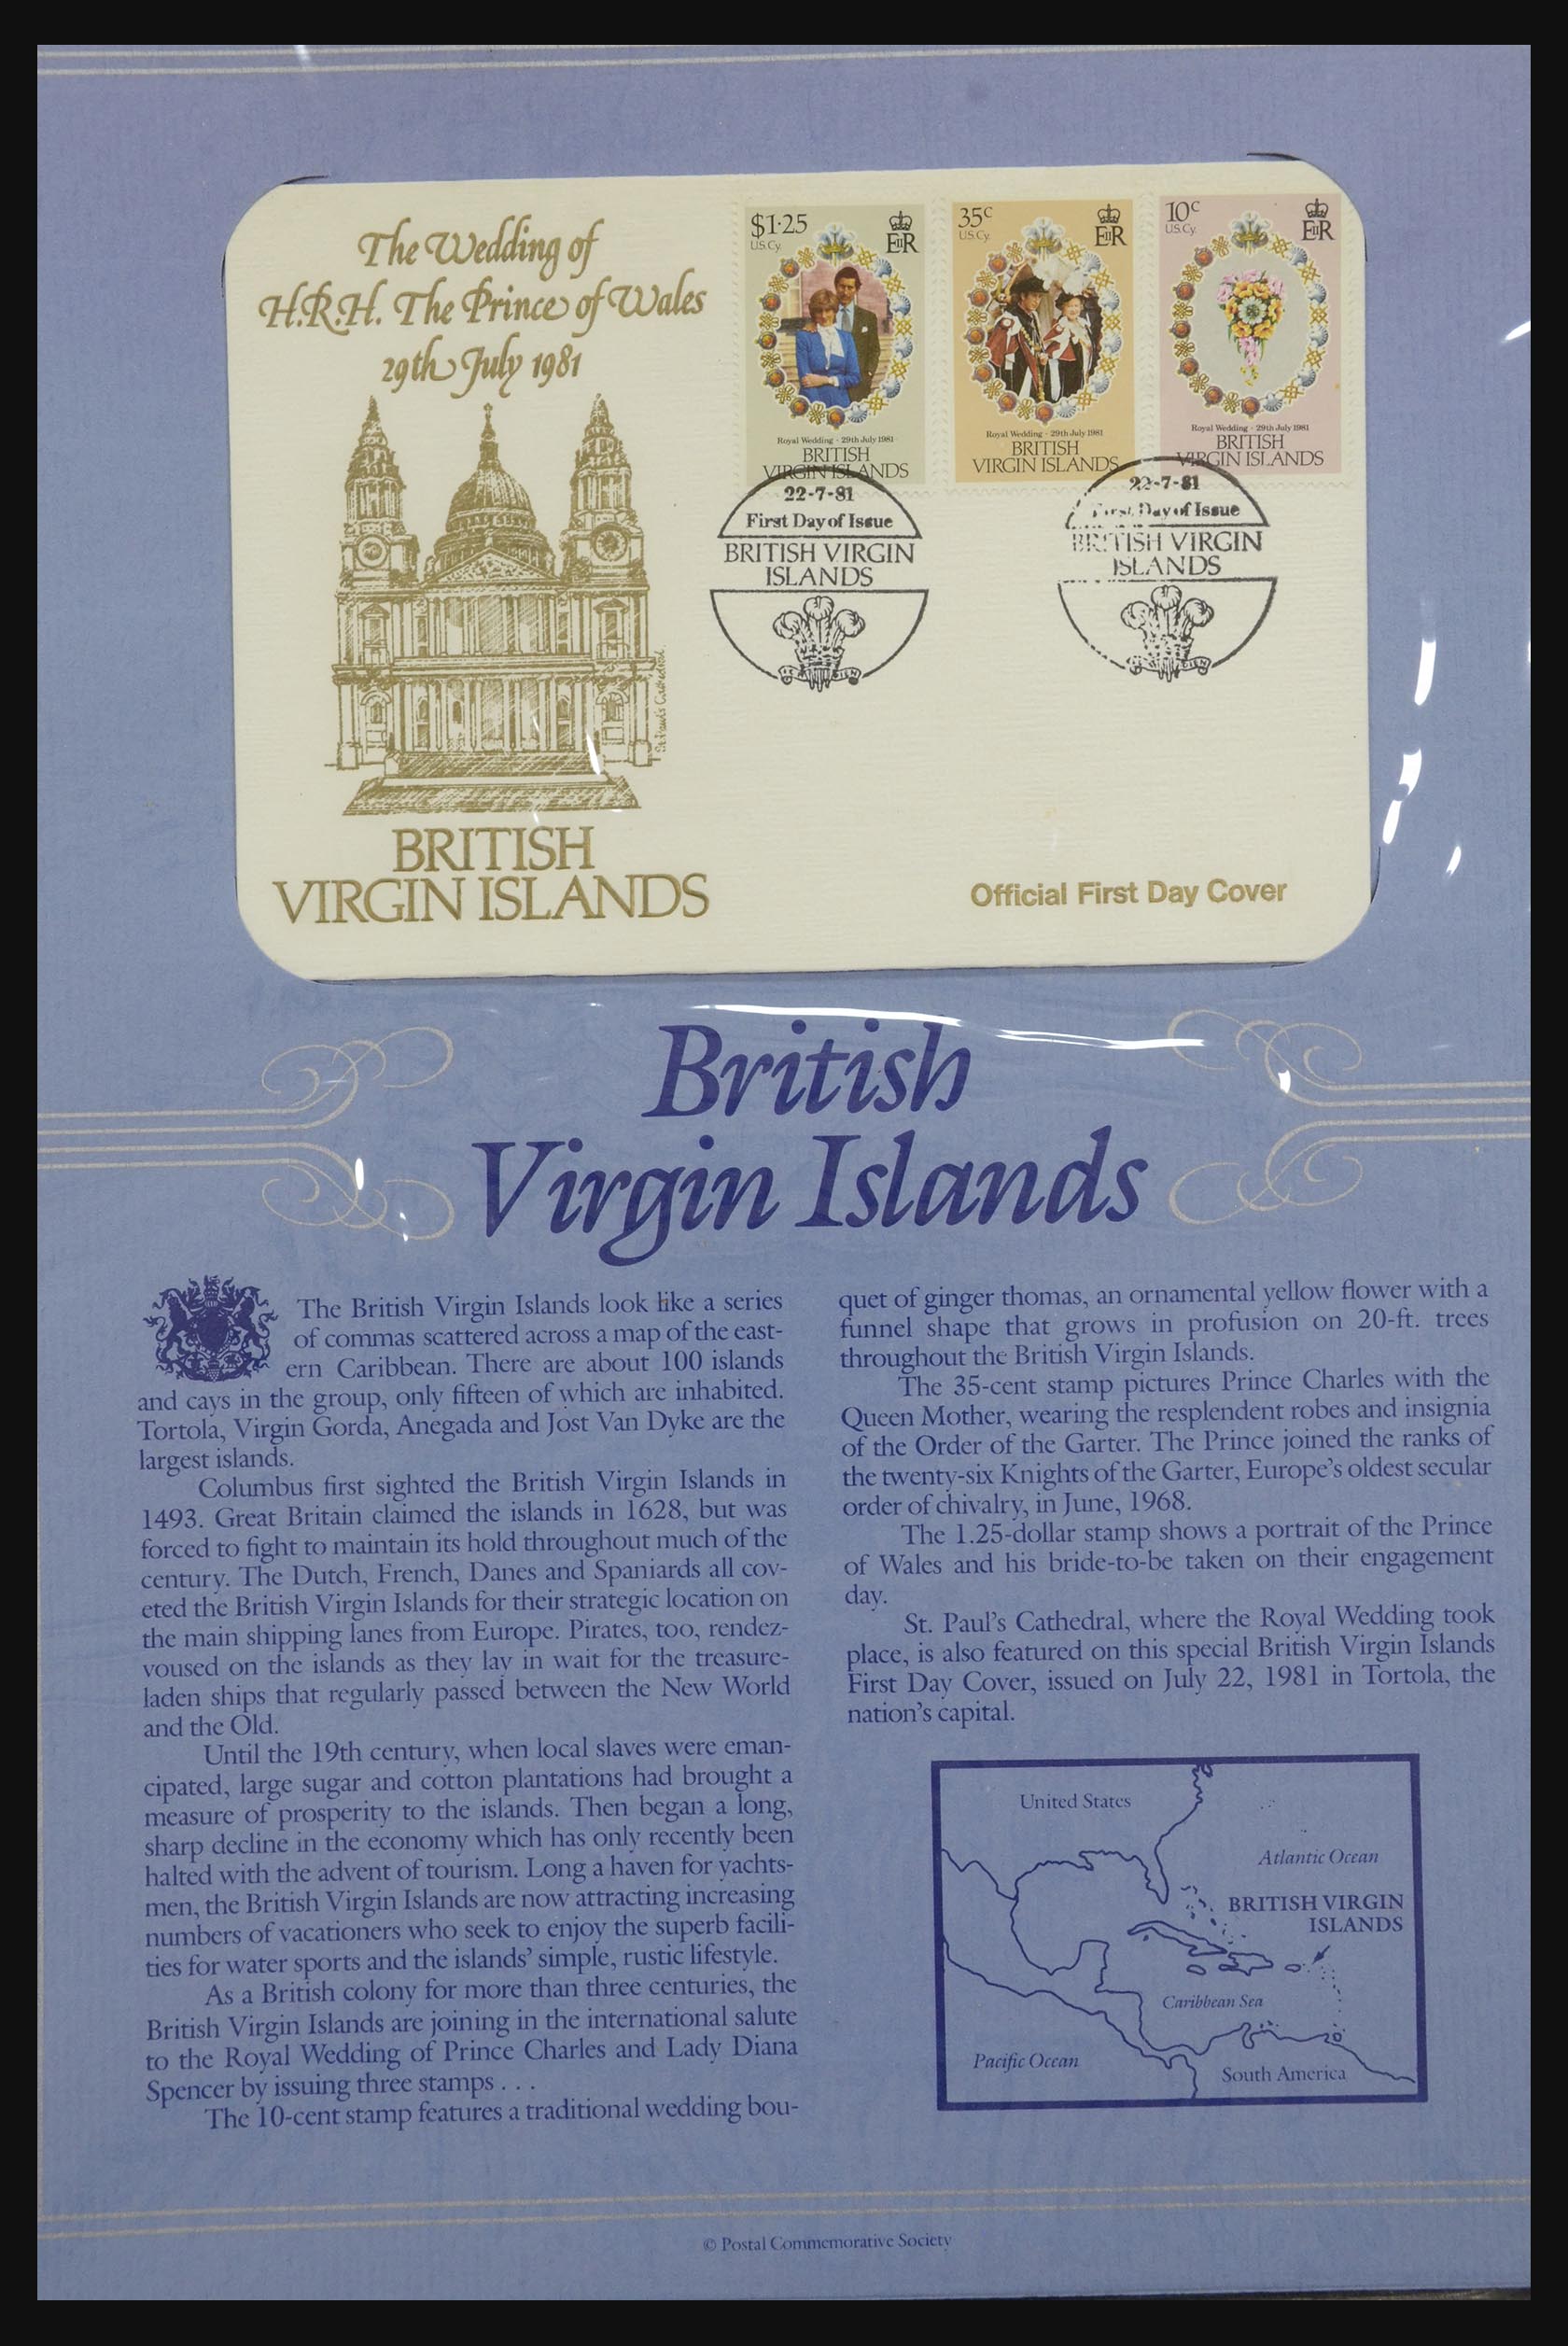 The Wedding of
H.R.H. The Prince of Wales
29th July 1981
St. Paul's Cathedral
BRITISH
VIRGIN ISLANDS
$1·25
U.S.Cy.
EIIR
Royal Wedding · 29th July 1981
BRITISH
VIRGIN ISLANDS
35c
U.S.Cy.
EIIR
Royal Wedding · 29th July 1981
BRITISH
VIRGIN ISLANDS
10c
U.S.Cy.
EIIR
Royal Wedding · 29th July 1981
BRITISH
VIRGIN ISLANDS
22-7-81
First Day of Issue
BRITISH VIRGIN
ISLANDS
22-7-81
First Day of Issue
BRITISH VIRGIN
ISLANDS
Official First Day Cover
British
Virgin Islands
The British Virgin Islands look like a series
of commas scattered across a map of the east-
ern Caribbean. There are about 100 islands
and cays in the group, only fifteen of which are inhabited.
Tortola, Virgin Gorda, Anegada and Jost Van Dyke are the
largest islands.
Columbus first sighted the British Virgin Islands in
1493. Great Britain claimed the islands in 1628, but was
forced to fight to maintain its hold throughout much of the
century. The Dutch, French, Danes and Spaniards all cov-
eted the British Virgin Islands for their strategic location on
the main shipping lanes from Europe. Pirates, too, rendez-
voused on the islands as they lay in wait for the treasure-
laden ships that regularly passed between the New World
and the Old.
Until the 19th century, when local slaves were eman-
cipated, large sugar and cotton plantations had brought a
measure of prosperity to the islands. Then began a long,
sharp decline in the economy which has only recently been
halted with the advent of tourism. Long a haven for yachts-
men, the British Virgin Islands are now attracting increasing
numbers of vacationers who seek to enjoy the superb facili-
ties for water sports and the islands' simple, rustic lifestyle.
As a British colony for more than three centuries, the
British Virgin Islands are joining in the international salute
to the Royal Wedding of Prince Charles and Lady Diana
Spencer by issuing three stamps . . .
The 10-cent stamp features a traditional wedding bou-
quet of ginger thomas, an ornamental yellow flower with a
funnel shape that grows in profusion on 20-ft. trees
throughout the British Virgin Islands.
The 35-cent stamp pictures Prince Charles with the
Queen Mother, wearing the resplendent robes and insignia
of the Order of the Garter. The Prince joined the ranks of
the twenty-six Knights of the Garter, Europe's oldest secular
order of chivalry, in June, 1968.
The 1.25-dollar stamp shows a portrait of the Prince
of Wales and his bride-to-be taken on their engagement
day.
St. Paul's Cathedral, where the Royal Wedding took
place, is also featured on this special British Virgin Islands
First Day Cover, issued on July 22, 1981 in Tortola, the
nation's capital.
United States
Atlantic Ocean
BRITISH VIRGIN
ISLANDS
Caribbean Sea
Pacific Ocean
South America
© Postal Commemorative Society